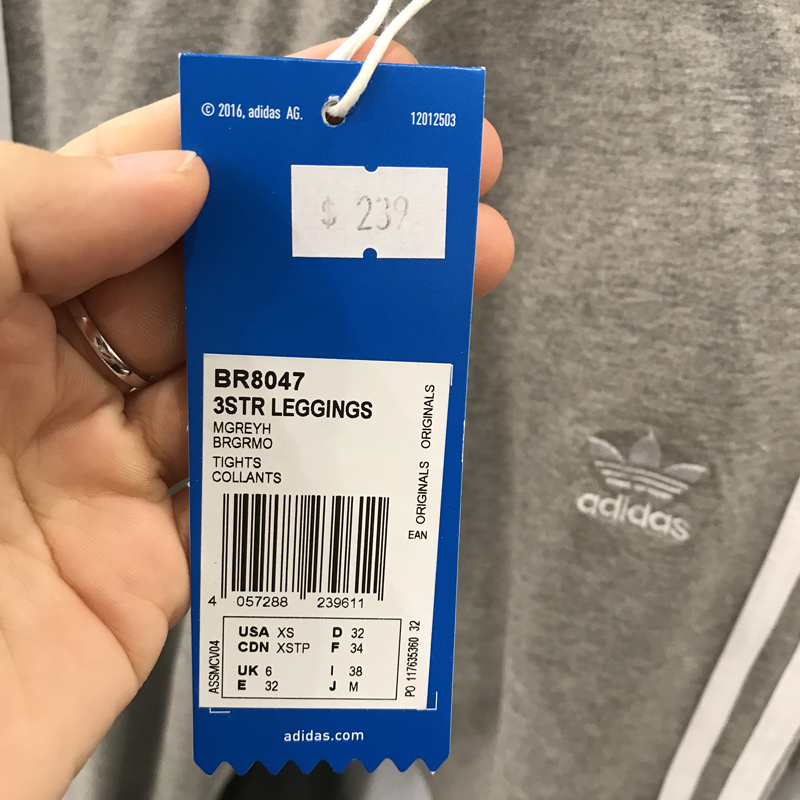 © 2016, adidas AG.
12012503
$ 239
BR8047
3STR LEGGINGS
MGREYH
BRGRMO
TIGHTS
COLLANTS
ORIGINALS
ORIGINALS
EAN
4 057288 239611
USA XS D 32
CDN XSTP F 34
UK 6 I 38
E 32 J M
ASSMCV04
PO 117635360 32
adidas.com
adidas